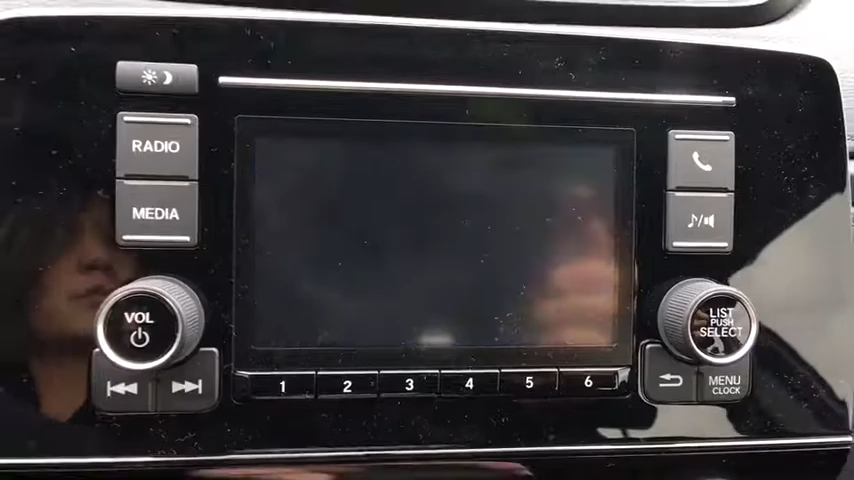 RADIO
MEDIA
VOL
1 2 3 4 5 6
LIST
PUSH
SELECT
MENU
CLOCK